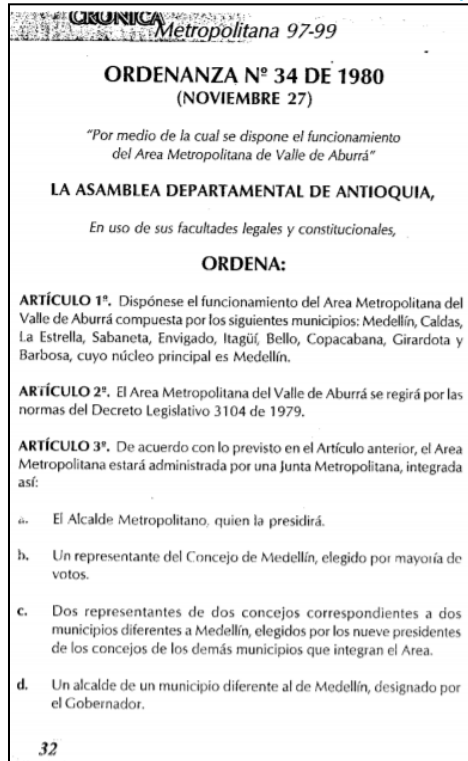 CRONICA
Metropolitana 97-99
ORDENANZA Nº 34 DE 1980
(NOVIEMBRE 27)
"Por medio de la cual se dispone el funcionamiento
del Area Metropolitana de Valle de Aburrá"
LA ASAMBLEA DEPARTAMENTAL DE ANTIOQUIA,
En uso de sus facultades legales y constitucionales,
ORDENA:
ARTÍCULO 1º. Dispónese el funcionamiento del Area Metropolitana del
Valle de Aburrá compuesta por los siguientes municipios: Medellín, Caldas,
La Estrella, Sabaneta, Envigado, Itagüí, Bello, Copacabana, Girardota y
Barbosa, cuyo núcleo principal es Medellín.
ARTÍCULO 2º. El Area Metropolitana del Valle de Aburrá se regirá por las
normas del Decreto Legislativo 3104 de 1979.
ARTÍCULO 3º. De acuerdo con lo previsto en el Artículo anterior, el Area
Metropolitana estará administrada por una Junta Metropolitana, integrada
así:
a. El Alcalde Metropolitano, quien la presidirá.
b. Un representante del Concejo de Medellín, elegido por mayoría de
votos.
c. Dos representantes de dos concejos correspondientes a dos
municipios diferentes a Medellín, elegidos por los nueve presidentes
de los concejos de los demás municipios que integran el Area.
d. Un alcalde de un municipio diferente al de Medellín, designado por
el Gobernador.
32